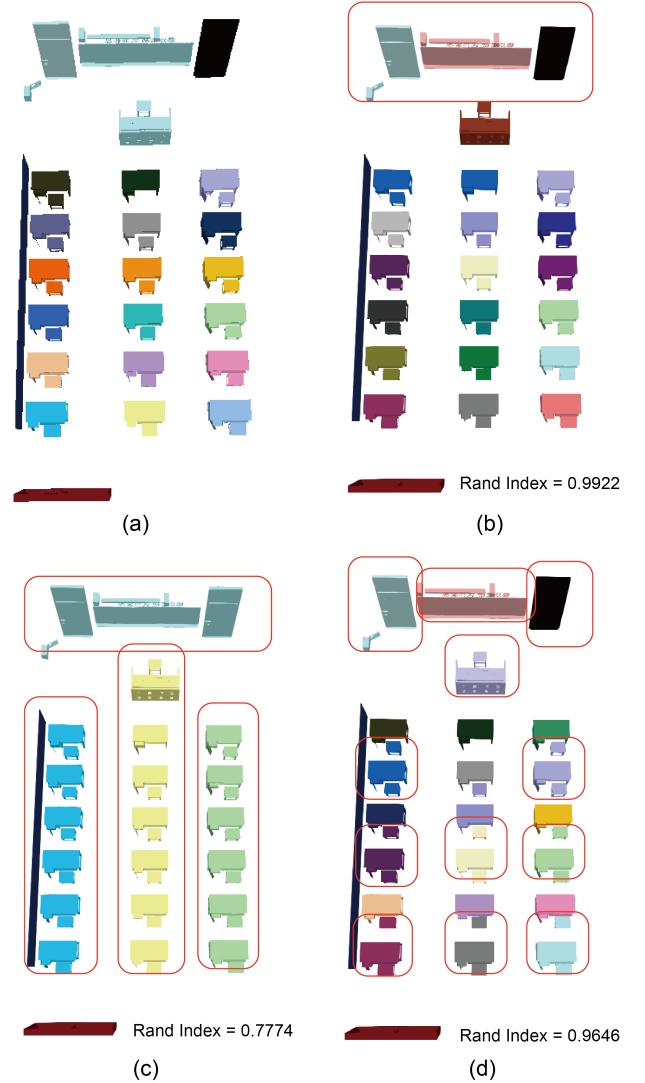 (a)
Rand Index = 0.9922
(b)
Rand Index = 0.7774
(c)
Rand Index = 0.9646
(d)